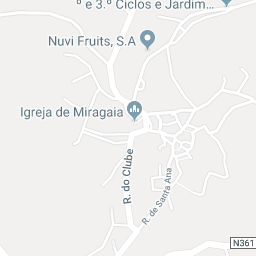 e 3.º Ciclos e Jardim...
Nuvi Fruits, S.A
Igreja de Miragaia
R. do Clube
R. de Santa Ana
N361